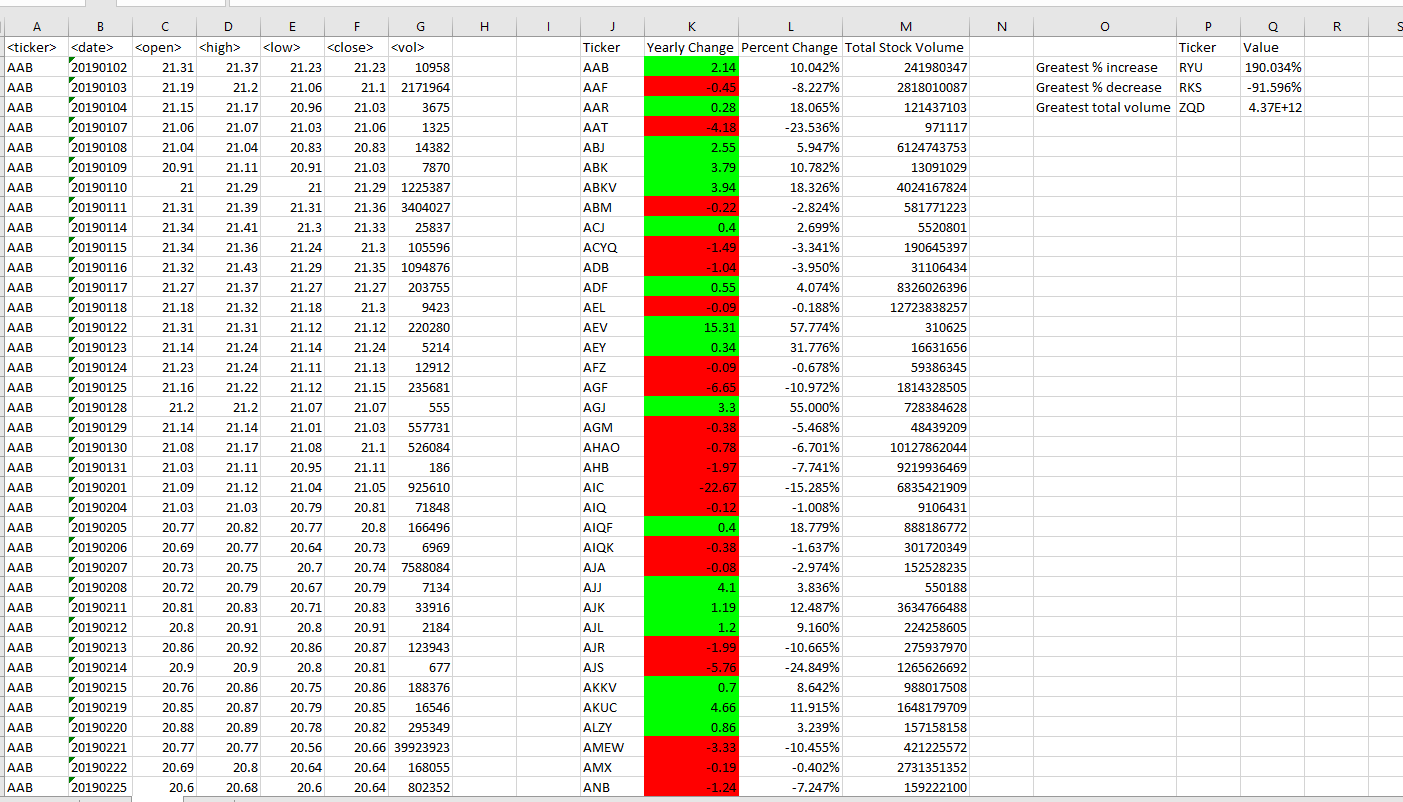 A B C D E F G H I J K L M N O P Q R S
<ticker> <date> <open> <high> <low> <close> <vol> Ticker Yearly Change Percent Change Total Stock Volume Ticker Value
AAB 20190102 21.31 21.37 21.23 21.23 10958 AAB 2.14 10.042% 241980347 Greatest % increase RYU 190.034%
AAB 20190103 21.19 21.2 21.06 21.1 2171964 AAF -0.45 -8.227% 2818010087 Greatest % decrease RKS -91.596%
AAB 20190104 21.15 21.17 20.96 21.03 3675 AAR 0.28 18.065% 121437103 Greatest total volume ZQD 4.37E+12
AAB 20190107 21.06 21.07 21.03 21.06 1325 AAT -4.18 -23.536% 971117
AAB 20190108 21.04 21.04 20.83 20.83 14382 ABJ 2.55 5.947% 6124743753
AAB 20190109 20.91 21.11 20.91 21.03 7870 ABK 3.79 10.782% 13091029
AAB 20190110 21 21.29 21 21.29 1225387 ABKV 3.94 18.326% 4024167824
AAB 20190111 21.31 21.39 21.31 21.36 3404027 ABM -0.22 -2.824% 581771223
AAB 20190114 21.34 21.41 21.3 21.33 25837 ACJ 0.4 2.699% 5520801
AAB 20190115 21.34 21.36 21.24 21.3 105596 ACYQ -1.49 -3.341% 190645397
AAB 20190116 21.32 21.43 21.29 21.35 1094876 ADB -1.04 -3.950% 31106434
AAB 20190117 21.27 21.37 21.27 21.27 203755 ADF 0.55 4.074% 8326026396
AAB 20190118 21.18 21.32 21.18 21.3 9423 AEL -0.09 -0.188% 12723838257
AAB 20190122 21.31 21.31 21.12 21.12 220280 AEV 15.31 57.774% 310625
AAB 20190123 21.14 21.24 21.14 21.24 5214 AEY 0.34 31.776% 16631656
AAB 20190124 21.23 21.24 21.11 21.13 12912 AFZ -0.09 -0.678% 59386345
AAB 20190125 21.16 21.22 21.12 21.15 235681 AGF -6.65 -10.972% 1814328505
AAB 20190128 21.2 21.2 21.07 21.07 555 AGJ 3.3 55.000% 728384628
AAB 20190129 21.14 21.14 21.01 21.03 557731 AGM -0.38 -5.468% 48439209
AAB 20190130 21.08 21.17 21.08 21.1 526084 AHAO -0.78 -6.701% 10127862044
AAB 20190131 21.03 21.11 20.95 21.11 186 AHB -1.97 -7.741% 9219936469
AAB 20190201 21.09 21.12 21.04 21.05 925610 AIC -22.67 -15.285% 6835421909
AAB 20190204 21.03 21.03 20.79 20.81 71848 AIQ -0.12 -1.008% 9106431
AAB 20190205 20.77 20.82 20.77 20.8 166496 AIQF 0.4 18.779% 888186772
AAB 20190206 20.69 20.77 20.64 20.73 6969 AIQK -0.38 -1.637% 301720349
AAB 20190207 20.73 20.75 20.7 20.74 7588084 AJA -0.08 -2.974% 152528235
AAB 20190208 20.72 20.79 20.67 20.79 7134 AJJ 4.1 3.836% 550188
AAB 20190211 20.81 20.83 20.71 20.83 33916 AJK 1.19 12.487% 3634766488
AAB 20190212 20.8 20.91 20.8 20.91 2184 AJL 1.2 9.160% 224258605
AAB 20190213 20.86 20.92 20.86 20.87 123943 AJR -1.99 -10.665% 275937970
AAB 20190214 20.9 20.9 20.8 20.81 677 AJS -5.76 -24.849% 1265626692
AAB 20190215 20.76 20.86 20.75 20.86 188376 AKKV 0.7 8.642% 988017508
AAB 20190219 20.85 20.87 20.79 20.85 16546 AKUC 4.66 11.915% 1648179709
AAB 20190220 20.88 20.89 20.78 20.82 295349 ALZY 0.86 3.239% 157158158
AAB 20190221 20.77 20.77 20.56 20.66 39923923 AMEW -3.33 -10.455% 421225572
AAB 20190222 20.69 20.8 20.64 20.64 168055 AMX -0.19 -0.402% 2731351352
AAB 20190225 20.6 20.68 20.6 20.64 802352 ANB -1.24 -7.247% 159222100